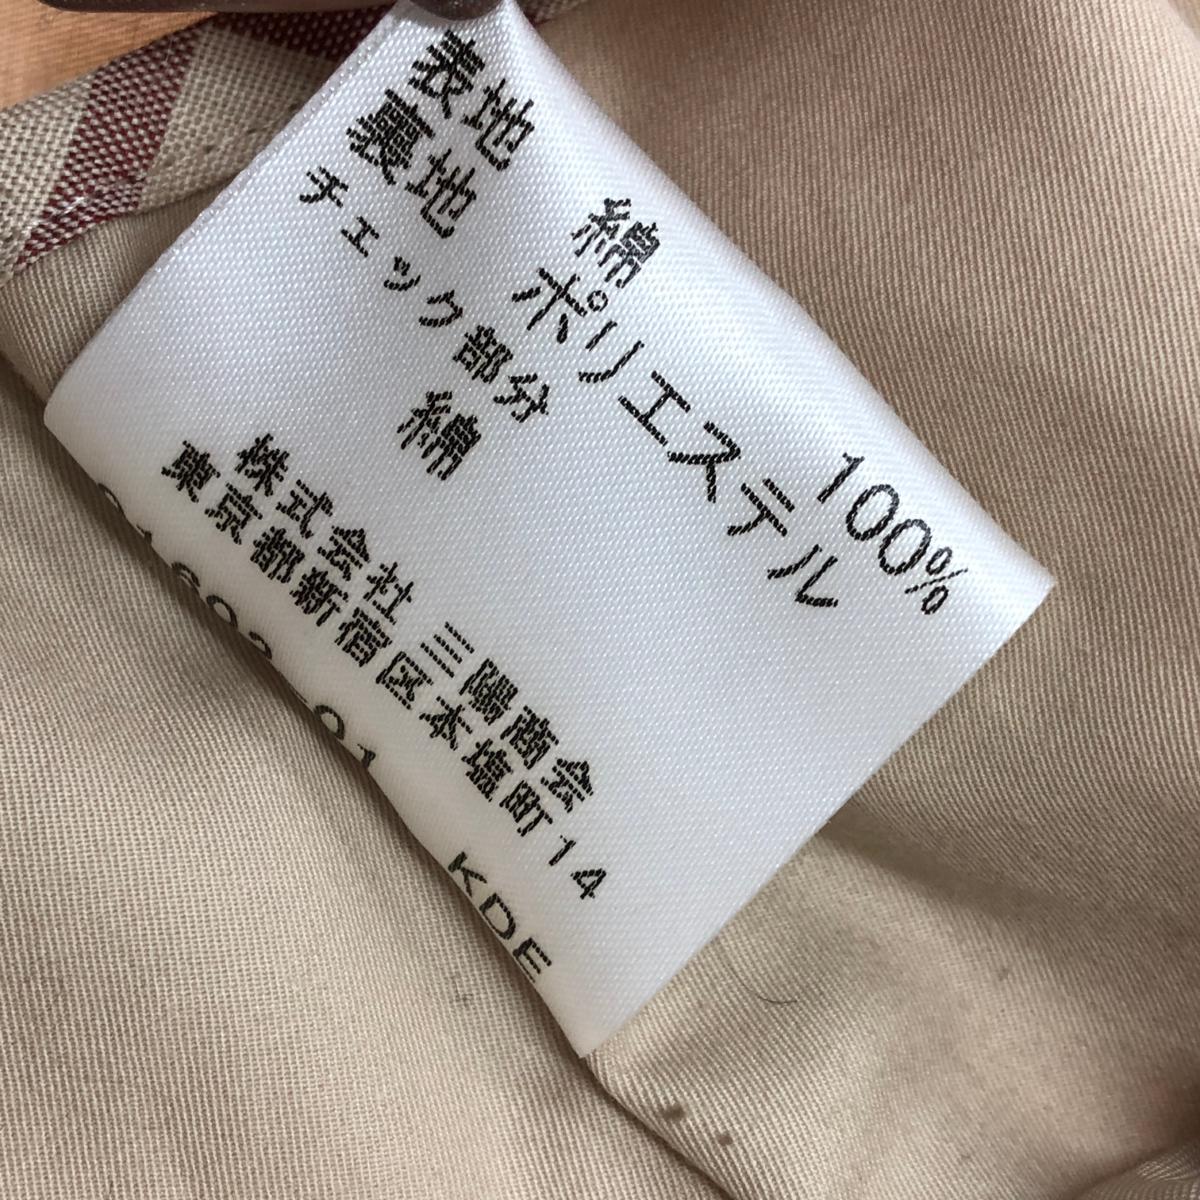 表地 綿 100%
裏地 ポリエステル
チェック部分
綿
株式会社 三陽商会
東京都新宿区本塩町14
KDE